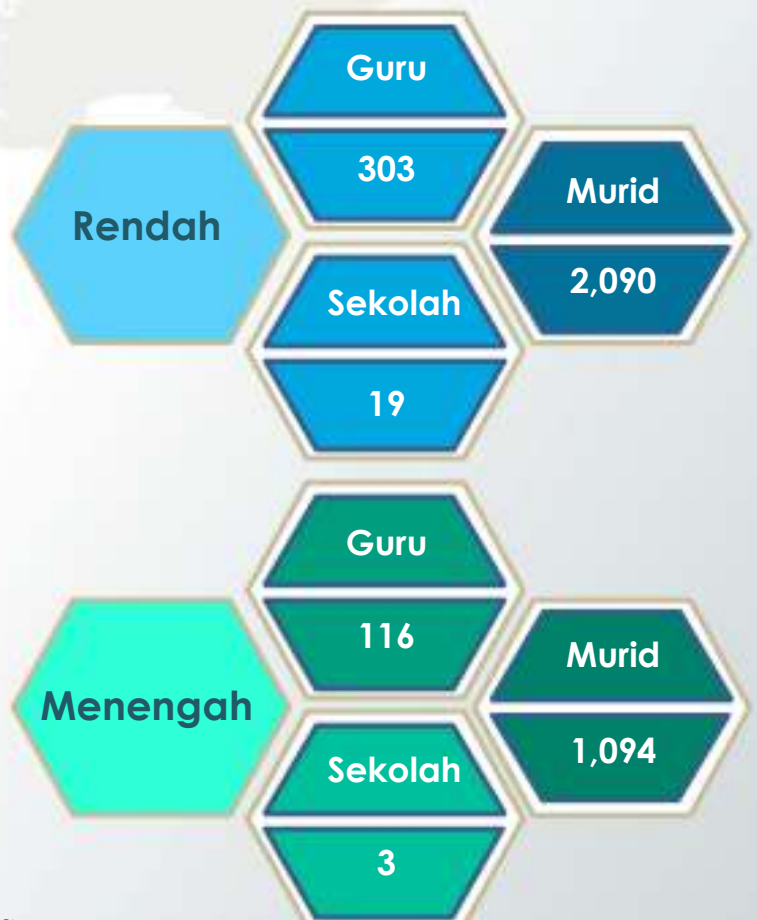 Rendah
Guru
303
Murid
2,090
Sekolah
19
Menengah
Guru
116
Murid
1,094
Sekolah
3